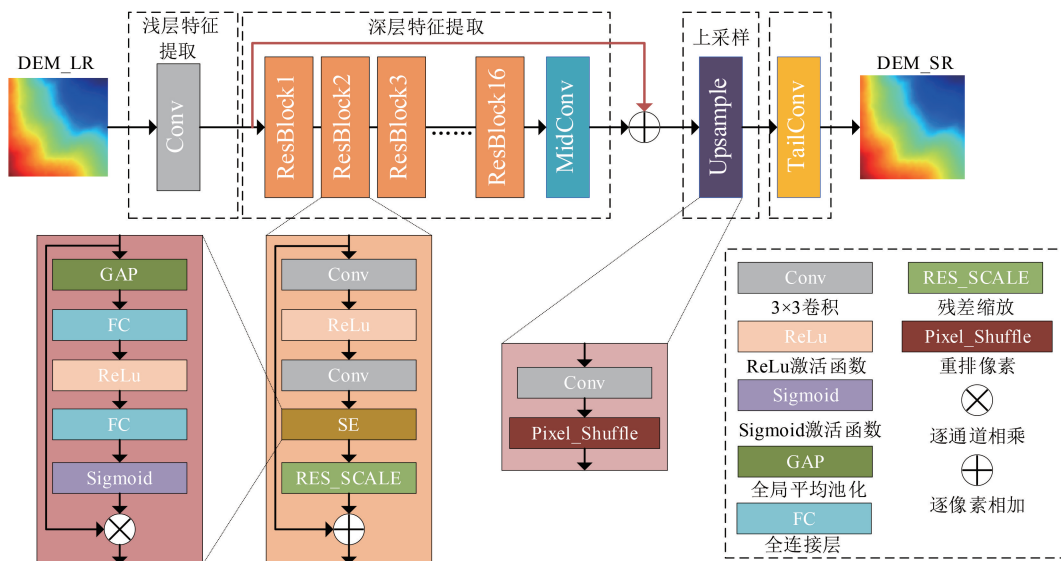 浅层特征
提取
深层特征提取
上采样
DEM_LR
DEM_SR
Conv
ResBlock1
ResBlock2
ResBlock3
......
ResBlock16
MidConv
Upsample
TailConv
GAP
FC
ReLu
FC
Sigmoid
Conv
ReLu
Conv
SE
RES_SCALE
Conv
Pixel_Shuffle
Conv
3×3卷积
ReLu
ReLu激活函数
Sigmoid
Sigmoid激活函数
GAP
全局平均池化
FC
全连接层
RES_SCALE
残差缩放
Pixel_Shuffle
重排像素
逐通道相乘
逐像素相加